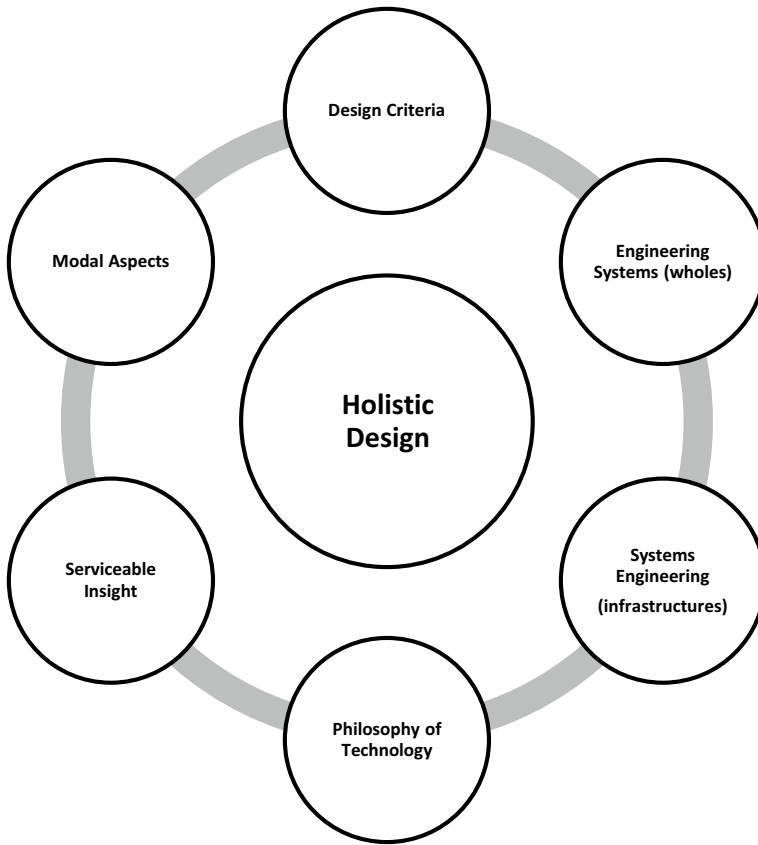 Design Criteria
Engineering
Systems (wholes)
Systems
Engineering
(infrastructures)
Philosophy of
Technology
Serviceable
Insight
Modal Aspects
Holistic
Design